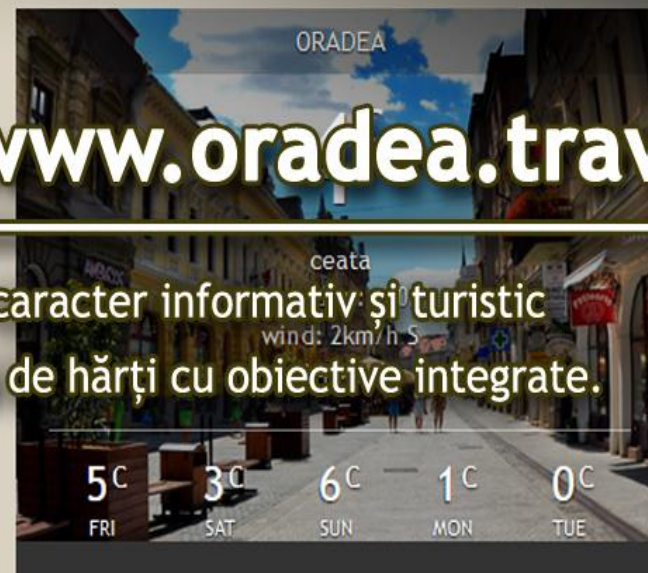 ORADEA
www.oradea.trav
ceata
caracter informativ și turistic
wind: 2km/h S
de hărți cu obiective integrate.
5C 3C 6C 1C 0C
FRI SAT SUN MON TUE